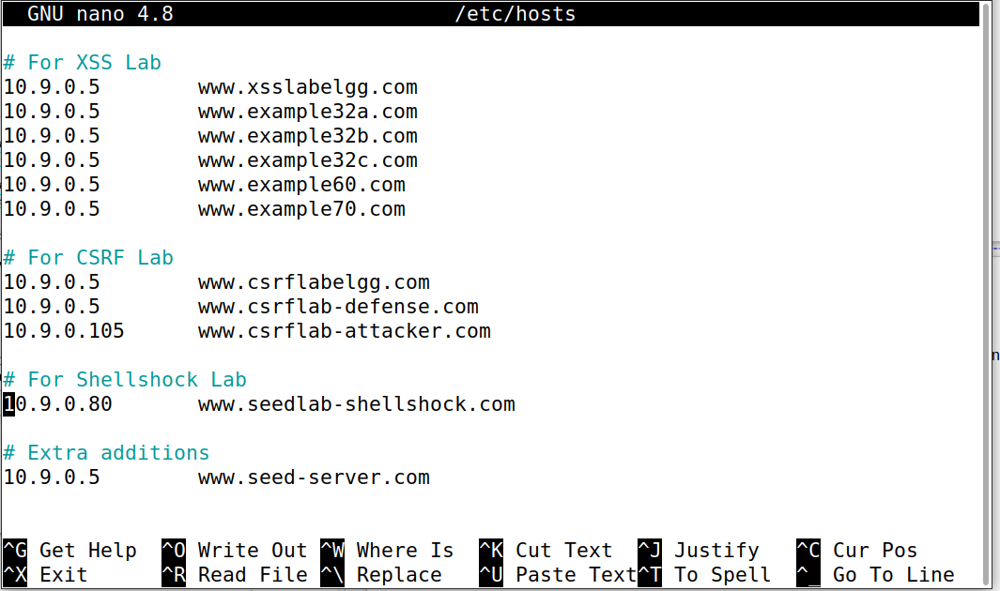 GNU nano 4.8 /etc/hosts
# For XSS Lab
10.9.0.5 www.xsslabelgg.com
10.9.0.5 www.example32a.com
10.9.0.5 www.example32b.com
10.9.0.5 www.example32c.com
10.9.0.5 www.example60.com
10.9.0.5 www.example70.com
# For CSRF Lab
10.9.0.5 www.csrflabelgg.com
10.9.0.5 www.csrflab-defense.com
10.9.0.105 www.csrflab-attacker.com
# For Shellshock Lab
10.9.0.80 www.seedlab-shellshock.com
# Extra additions
10.9.0.5 www.seed-server.com
^G Get Help ^O Write Out ^W Where Is ^K Cut Text ^J Justify ^C Cur Pos
^X Exit ^R Read File ^\ Replace ^U Paste Text ^T To Spell ^_ Go To Line